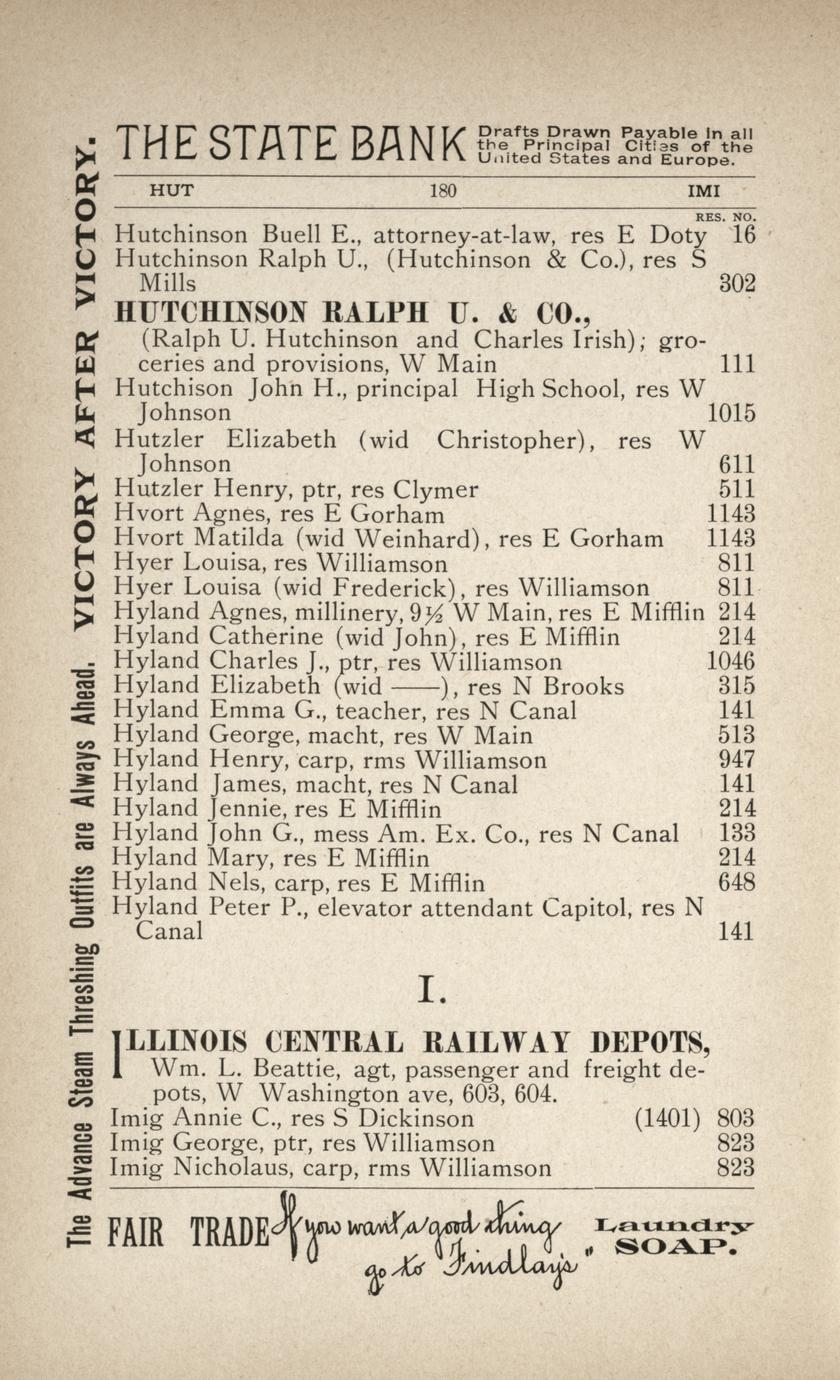 THE STATE BANK Drafts Drawn Payable in all
the Principal Cities of the
United States and Europe.
HUT 180 IMI
RES. NO.
Hutchinson Buell E., attorney-at-law, res E Doty 16
Hutchinson Ralph U., (Hutchinson & Co.), res S
Mills 302
HUTCHINSON RALPH U. & CO.,
(Ralph U. Hutchinson and Charles Irish); gro-
ceries and provisions, W Main 111
Hutchison John H., principal High School, res W
Johnson 1015
Hutzler Elizabeth (wid Christopher), res W
Johnson 611
Hutzler Henry, ptr, res Clymer 511
Hvort Agnes, res E Gorham 1143
Hvort Matilda (wid Weinhard), res E Gorham 1143
Hyer Louisa, res Williamson 811
Hyer Louisa (wid Frederick), res Williamson 811
Hyland Agnes, millinery, 9½ W Main, res E Mifflin 214
Hyland Catherine (wid John), res E Mifflin 214
Hyland Charles J., ptr, res Williamson 1046
Hyland Elizabeth (wid ——), res N Brooks 315
Hyland Emma G., teacher, res N Canal 141
Hyland George, macht, res W Main 513
Hyland Henry, carp, rms Williamson 947
Hyland James, macht, res N Canal 141
Hyland Jennie, res E Mifflin 214
Hyland John G., mess Am. Ex. Co., res N Canal 133
Hyland Mary, res E Mifflin 214
Hyland Nels, carp, res E Mifflin 648
Hyland Peter P., elevator attendant Capitol, res N
Canal 141
I.
ILLINOIS CENTRAL RAILWAY DEPOTS,
Wm. L. Beattie, agt, passenger and freight de-
pots, W Washington ave, 603, 604.
Imig Annie C., res S Dickinson (1401) 803
Imig George, ptr, res Williamson 823
Imig Nicholaus, carp, rms Williamson 823
FAIR TRADE If you want a good thing Laundry
go to Findlay's" SOAP.
The Advance Steam Threshing Outfits are Always Ahead. VICTORY AFTER VICTORY.